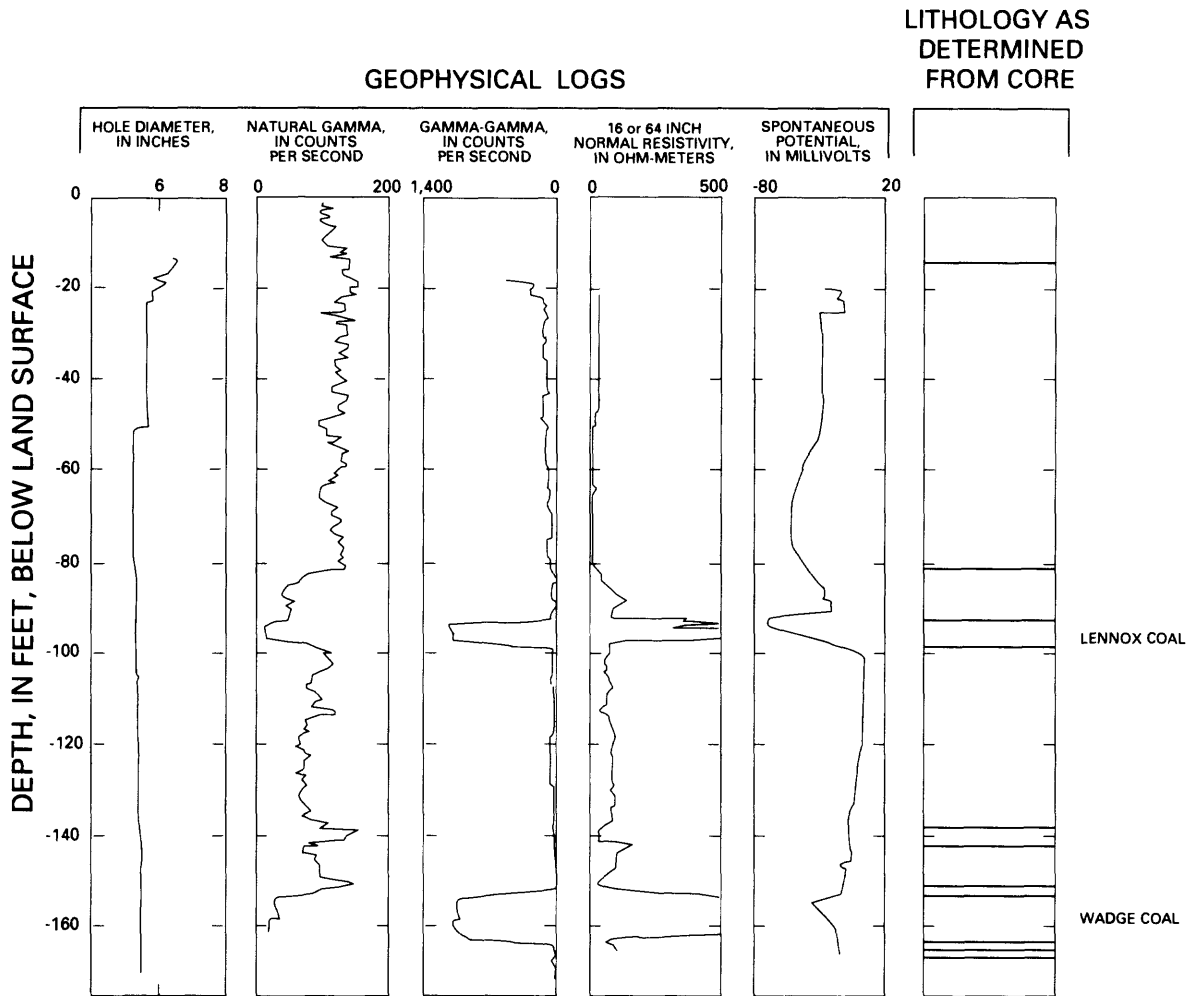 LITHOLOGY AS
DETERMINED
FROM CORE
GEOPHYSICAL LOGS
HOLE DIAMETER,
IN INCHES
NATURAL GAMMA,
IN COUNTS
PER SECOND
GAMMA-GAMMA,
IN COUNTS
PER SECOND
16 or 64 INCH
NORMAL RESISTIVITY,
IN OHM-METERS
SPONTANEOUS
POTENTIAL,
IN MILLIVOLTS
6 8 0 200 1,400 0 0 500 -80 20
DEPTH, IN FEET, BELOW LAND SURFACE
0
-20
-40
-60
-80
-100
-120
-140
-160
LENNOX COAL
WADGE COAL